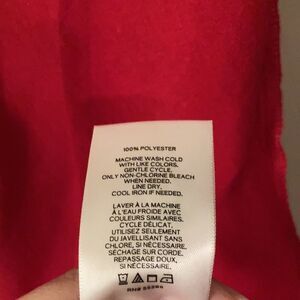 100% POLYESTER
MACHINE WASH COLD
WITH LIKE COLORS.
GENTLE CYCLE.
ONLY NON-CHLORINE BLEACH
WHEN NEEDED.
LINE DRY.
COOL IRON IF NEEDED.
LAVER À LA MACHINE
À L'EAU FROIDE AVEC
COULEURS SIMILAIRES.
CYCLE DÉLICAT.
UTILISEZ SEULEMENT
DU JAVELLISANT SANS
CHLORE, SI NÉCESSAIRE.
SÉCHAGE SUR CORDE.
REPASSAGE DOUX,
SI NÉCESSAIRE.
RN#